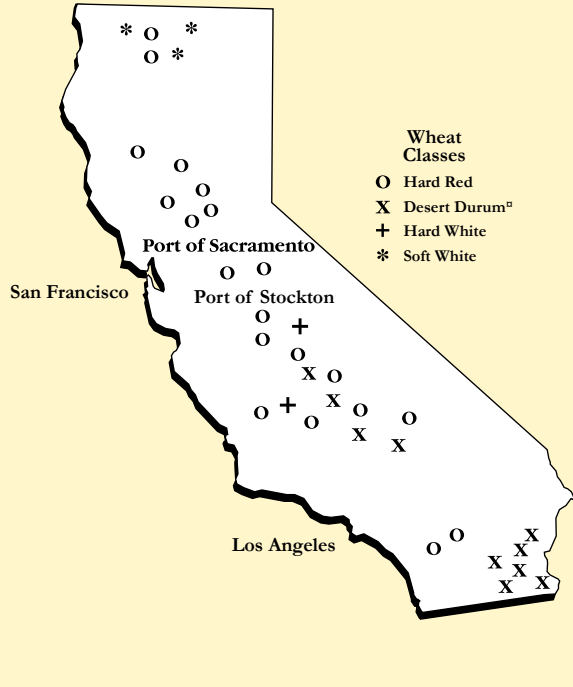 Wheat
Classes
O Hard Red
X Desert Durum¤
+ Hard White
* Soft White
Port of Sacramento
San Francisco
Port of Stockton
Los Angeles